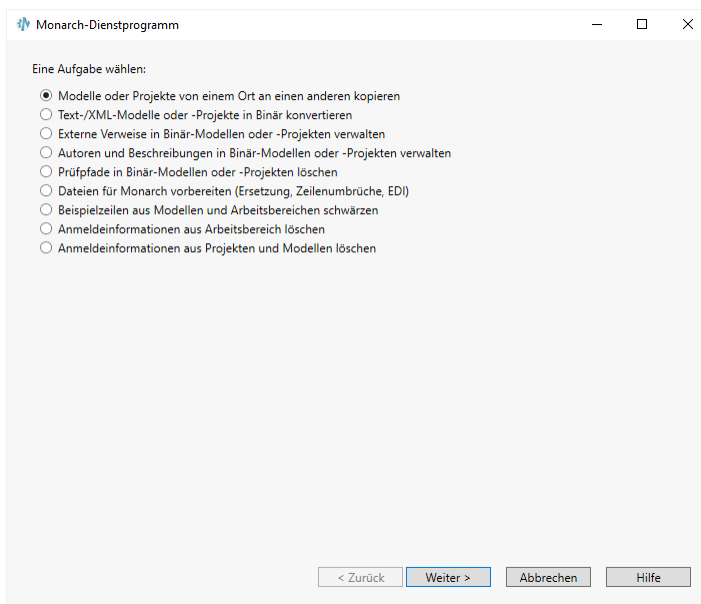 Monarch-Dienstprogramm
Eine Aufgabe wählen:
Modelle oder Projekte von einem Ort an einen anderen kopieren
Text-/XML-Modelle oder -Projekte in Binär konvertieren
Externe Verweise in Binär-Modellen oder -Projekten verwalten
Autoren und Beschreibungen in Binär-Modellen oder -Projekten verwalten
Prüfpfade in Binär-Modellen oder -Projekten löschen
Dateien für Monarch vorbereiten (Ersetzung, Zeilenumbrüche, EDI)
Beispielzeilen aus Modellen und Arbeitsbereichen schwärzen
Anmeldeinformationen aus Arbeitsbereich löschen
Anmeldeinformationen aus Projekten und Modellen löschen
< Zurück Weiter > Abbrechen Hilfe